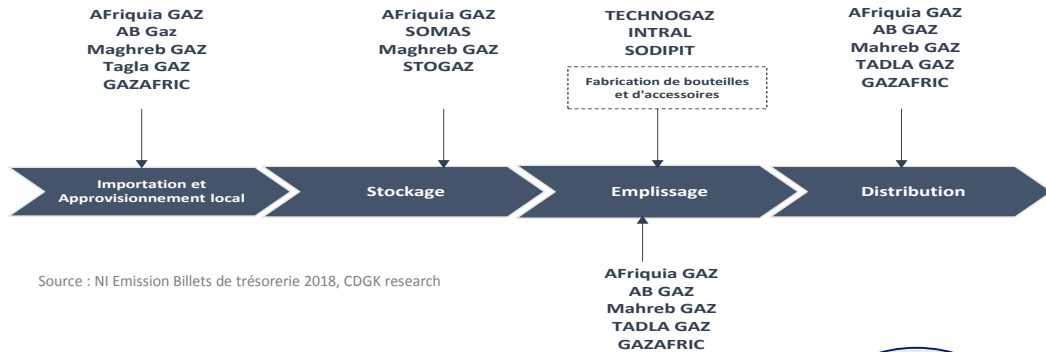 AFriquia GAZ
AB Gaz
Maghreb GAZ
Tagla GAZ
GAZAFRIC
AFriquia GAZ
SOMAS
Maghreb GAZ
STOGAZ
TECHNOGAZ
INTRAL
SODIPIT
Fabrication de bouteilles
et d'accessoires
AFriquia GAZ
AB GAZ
Mahreb GAZ
TADLA GAZ
GAZAFRIC
Importation et
Approvisionnement local
Stockage
Emplissage
Distribution
AFriquia GAZ
AB GAZ
Mahreb GAZ
TADLA GAZ
GAZAFRIC
Source : NI Emission Billets de trésorerie 2018, CDGK research